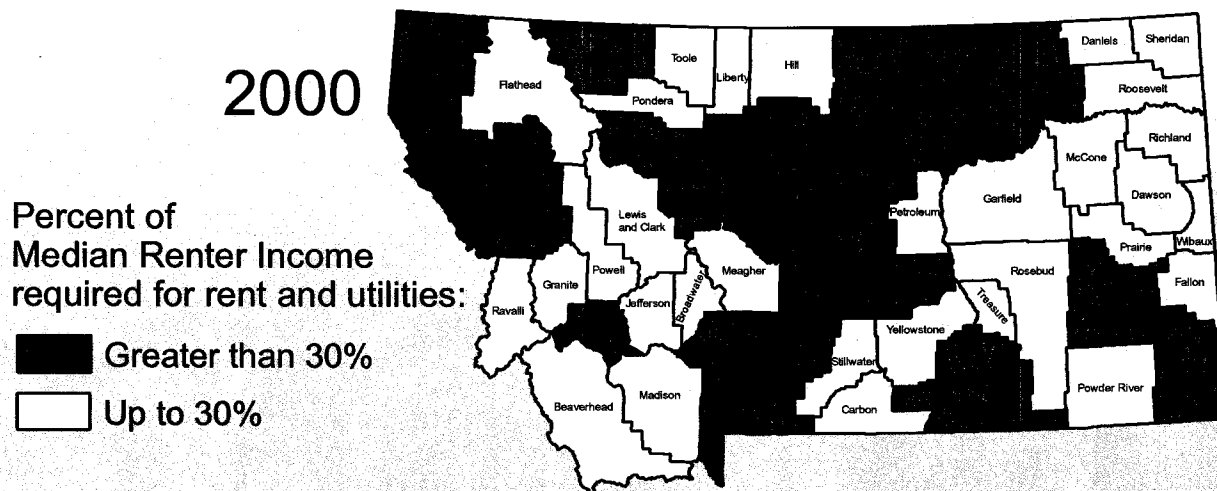 2000
Percent of
Median Renter Income
required for rent and utilities:
Greater than 30%
Up to 30%
Flathead
Toole
Liberty
Hill
Pondera
Daniels
Sheridan
Roosevelt
Richland
McCone
Dawson
Garfield
Petroleum
Prairie
Wibaux
Fallon
Lewis
and Clark
Powell
Granite
Ravalli
Jefferson
Broadwater
Meagher
Rosebud
Treasure
Yellowstone
Stillwater
Carbon
Powder River
Beaverhead
Madison